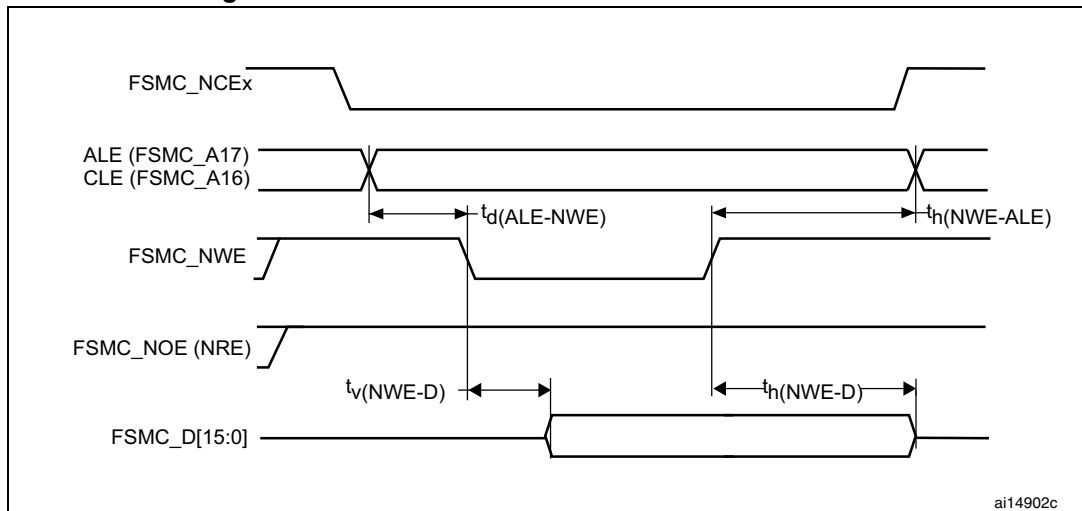 FSMC_NCEx
ALE (FSMC_A17)
CLE (FSMC_A16)
td(ALE-NWE)
th(NWE-ALE)
FSMC_NWE
FSMC_NOE (NRE)
tv(NWE-D)
th(NWE-D)
FSMC_D[15:0]
ai14902c